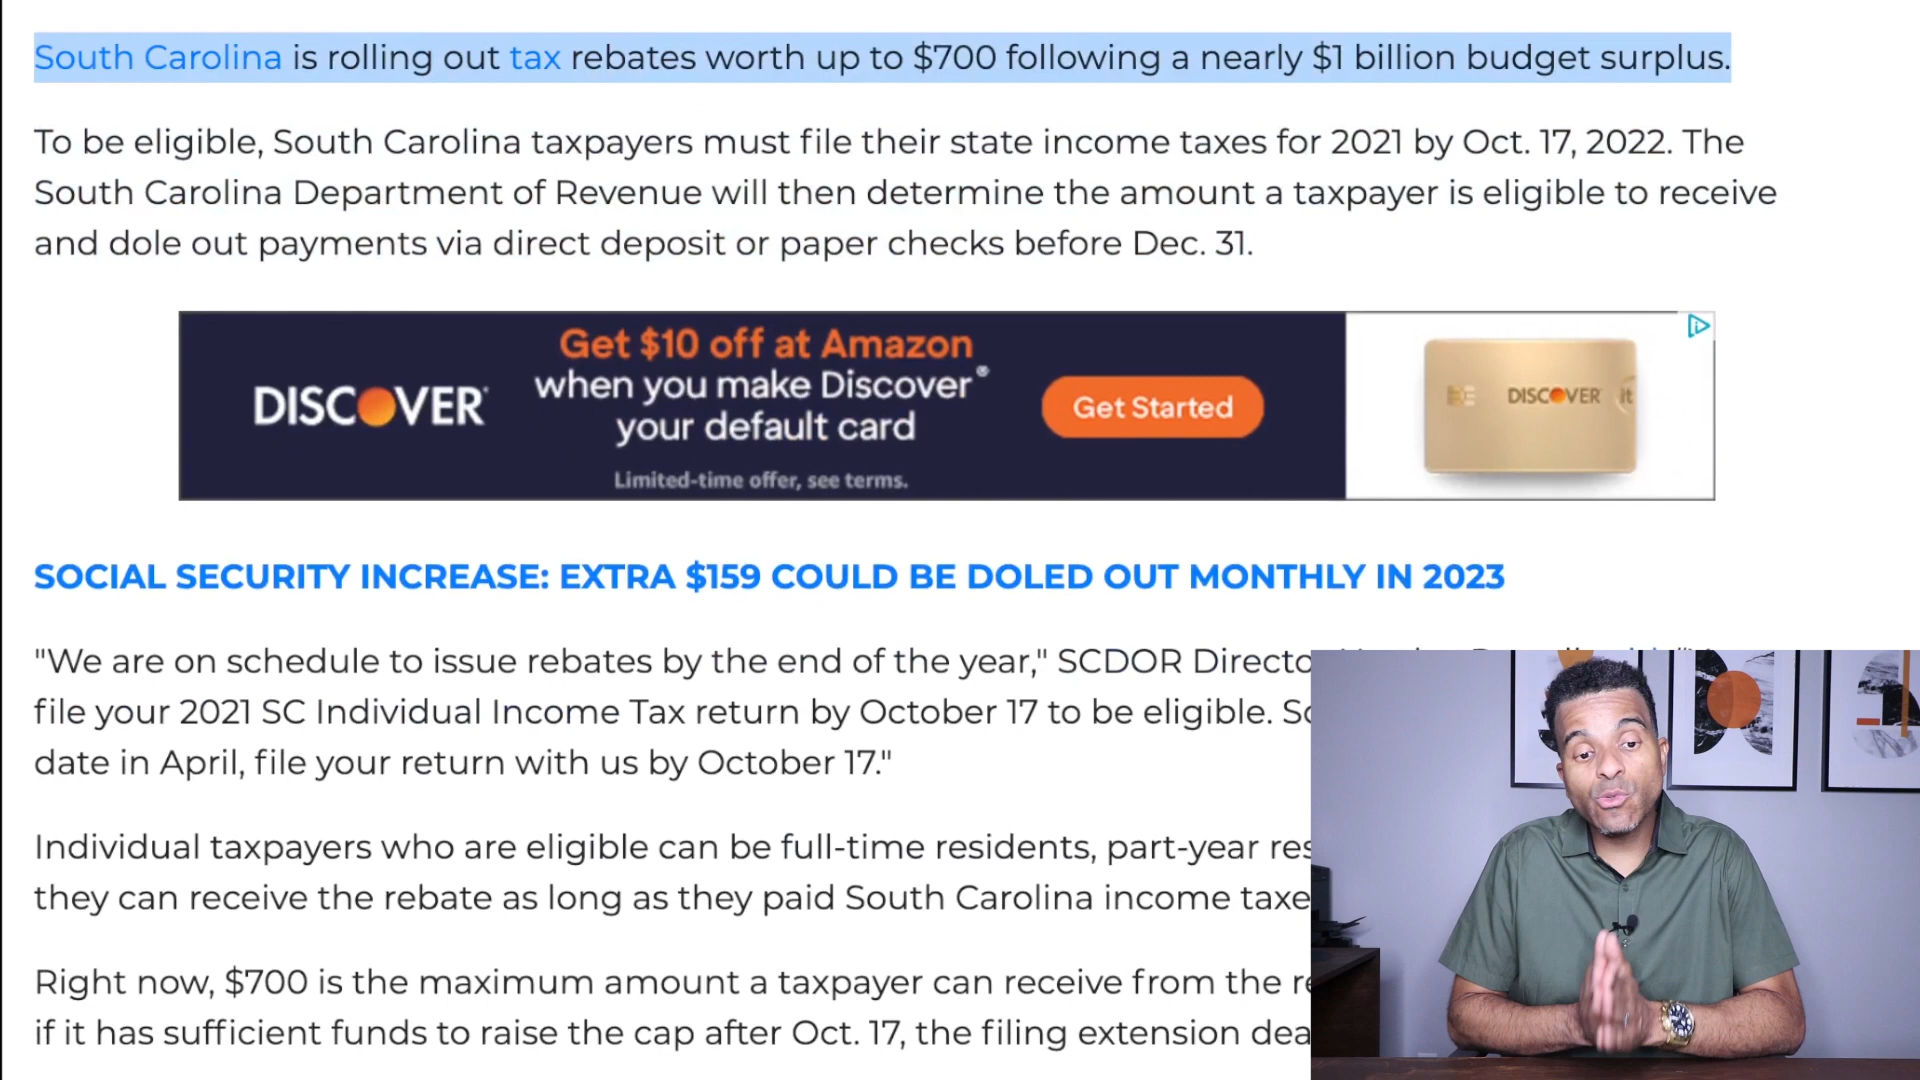 South Carolina is rolling out tax rebates worth up to $700 following a nearly $1 billion budget surplus.
To be eligible, South Carolina taxpayers must file their state income taxes for 2021 by Oct. 17, 2022. The
South Carolina Department of Revenue will then determine the amount a taxpayer is eligible to receive
and dole out payments via direct deposit or paper checks before Dec. 31.
DISCOVER
Get $10 off at Amazon
when you make Discover®
your default card
Limited-time offer, see terms.
Get Started
DISCOVER it
SOCIAL SECURITY INCREASE: EXTRA $159 COULD BE DOLED OUT MONTHLY IN 2023
"We are on schedule to issue rebates by the end of the year," SCDOR
file your 2021 SC Individual Income Tax return by October 17 to be eligible.
date in April, file your return with us by October 17."
Individual taxpayers who are eligible can be full-time residents, part-year
they can receive the rebate as long as they paid South Carolina income
Right now, $700 is the maximum amount a taxpayer can receive from the
if it has sufficient funds to raise the cap after Oct. 17, the filing extension